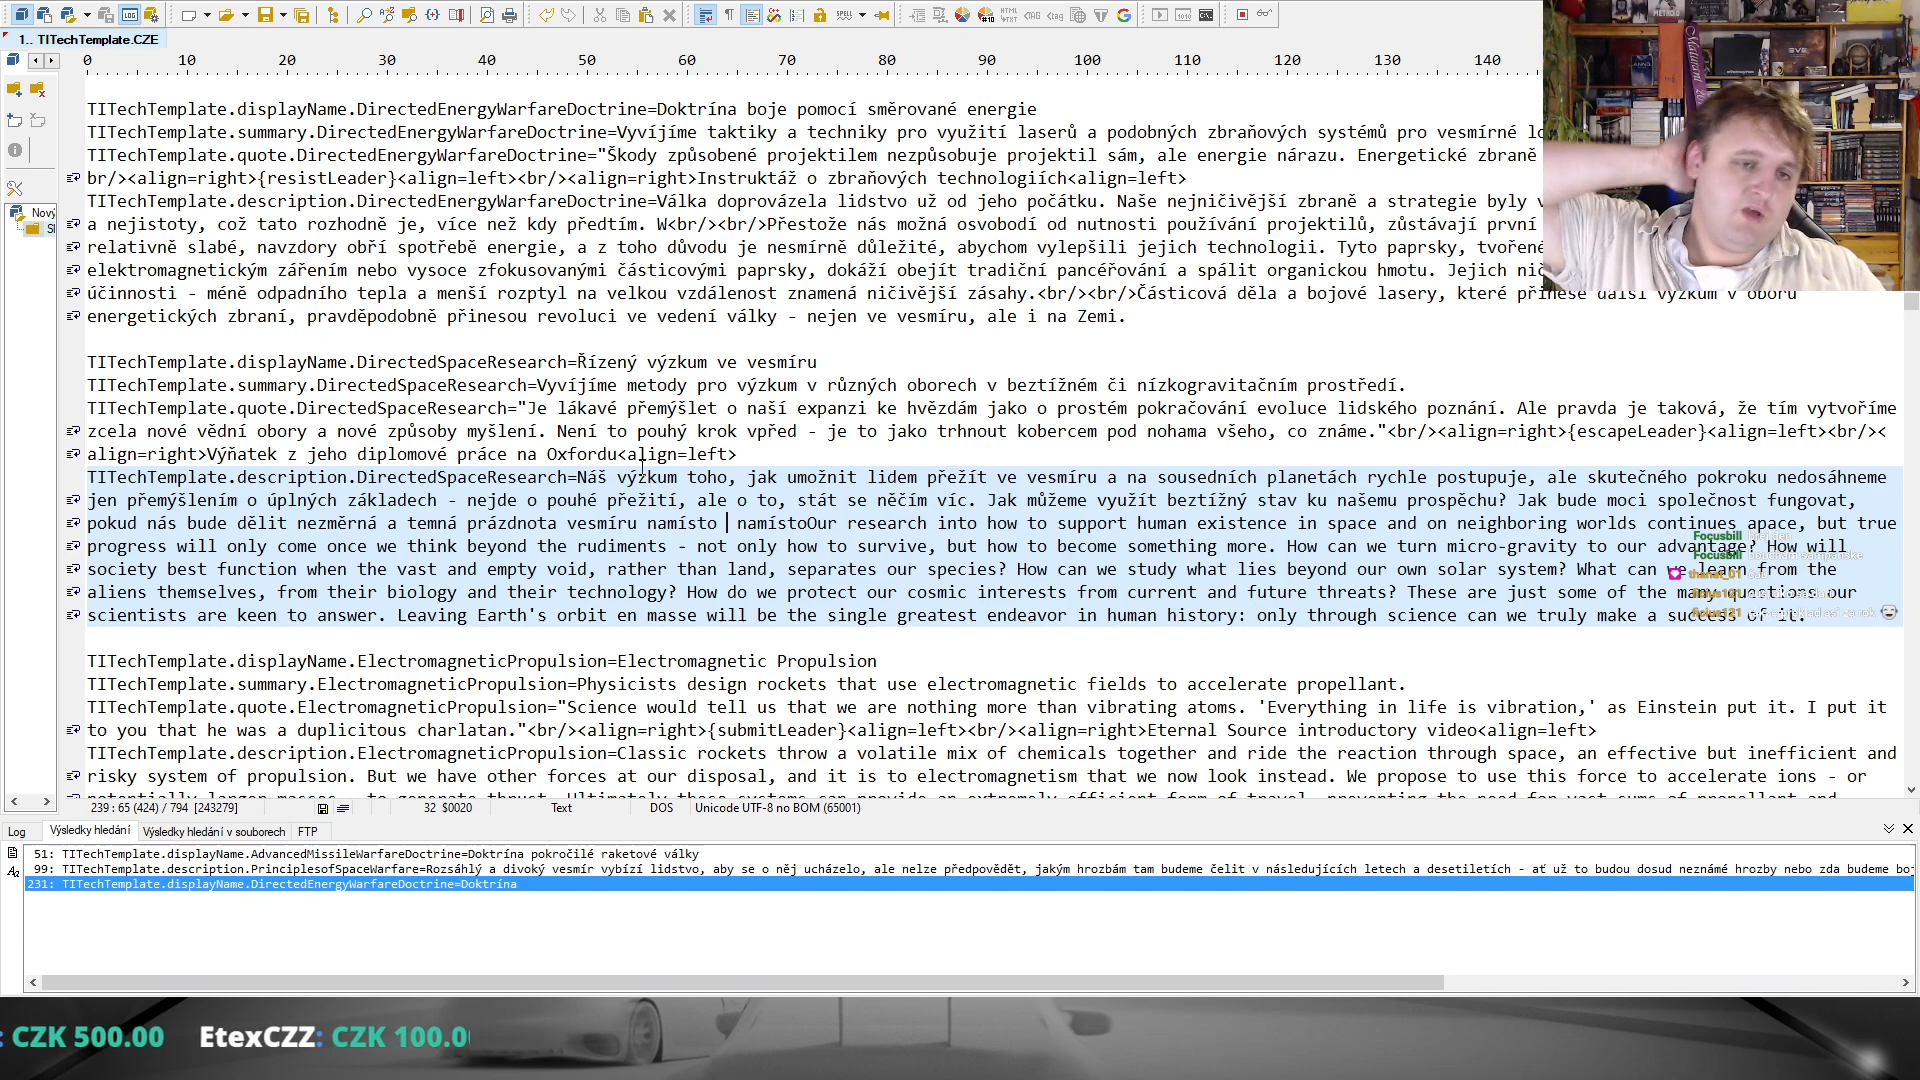 1.. TITechTemplate.CZE
0 10 20 30 40 50 60 70 80 90 100 110 120 130 140
TITechTemplate.displayName.DirectedEnergyWarfareDoctrine=Doktrína boje pomocí směrované energie
TITechTemplate.summary.DirectedEnergyWarfareDoctrine=Vyvíjíme taktiky a techniky pro využití laserů a podobných zbraňových systémů pro vesmírné
TITechTemplate.quote.DirectedEnergyWarfareDoctrine="Škody způsobené projektilem nezpůsobuje projektil sám, ale energie nárazu. Energetické zbraně
br/><align=right>{resistLeader}<align=left><br/><align=right>Instruktáž o zbraňových technologiích<align=left>
TITechTemplate.description.DirectedEnergyWarfareDoctrine=Válka doprovázela lidstvo už od jeho počátku. Naše nejničivější zbraně a strategie byly
a nejistoty, což tato rozhodně je, více než kdy předtím. W<br/><br/>Přestože nás možná osvobodí od nutnosti používání projektilů, zůstávají první
relativně slabé, navzdory obří spotřebě energie, a z toho důvodu je nesmírně důležité, abychom vylepšili jejich technologii. Tyto paprsky, tvořené
elektromagnetickým zářením nebo vysoce zfokusovanými částicovými paprsky, dokáží obejít tradiční pancéřování a spálit organickou hmotu. Jejich
účinnosti - méně odpadního tepla a menší rozptyl na velkou vzdálenost znamená ničivější zásahy.<br/><br/>Částicová děla a bojové lasery, které přinese další výzkum v oboru
energetických zbraní, pravděpodobně přinesou revoluci ve vedení války - nejen ve vesmíru, ale i na Zemi.
TITechTemplate.displayName.DirectedSpaceResearch=Řízený výzkum ve vesmíru
TITechTemplate.summary.DirectedSpaceResearch=Vyvíjíme metody pro výzkum v různých oborech v beztížném či nízkogravitačním prostředí.
TITechTemplate.quote.DirectedSpaceResearch="Je lákavé přemýšlet o naší expanzi ke hvězdám jako o prostém pokračování evoluce lidského poznání. Ale pravda je taková, že tím vytvoříme
zcela nové vědní obory a nové způsoby myšlení. Není to pouhý krok vpřed - je to jako trhnout kobercem pod nohama všeho, co známe."<br/><align=right>{escapeLeader}<align=left><br/><
align=right>Výňatek z jeho diplomové práce na Oxfordu<align=left>
TITechTemplate.description.DirectedSpaceResearch=Náš výzkum toho, jak umožnit lidem přežít ve vesmíru a na sousedních planetách rychle postupuje, ale skutečného pokroku nedosáhneme
jen přemýšlením o úplných základech - nejde o pouhé přežití, ale o to, stát se něčím víc. Jak můžeme využít beztížný stav ku našemu prospěchu? Jak bude moci společnost fungovat,
pokud nás bude dělit nezměrná a temná prázdnota vesmíru namísto namístoOur research into how to support human existence in space and on neighboring worlds continues apace, but true
progress will only come once we think beyond the rudiments - not only how to survive, but how to become something more. How can we turn micro-gravity to our advantage? How will
society best function when the vast and empty void, rather than land, separates our species? How can we study what lies beyond our own solar system? What can we learn from the
aliens themselves, from their biology and their technology? How do we protect our cosmic interests from current and future threats? These are just some of the many questions our
scientists are keen to answer. Leaving Earth's orbit en masse will be the single greatest endeavor in human history: only through science can we truly make a success of it.
Focusbill
Focusbill
thanat_01
TITechTemplate.displayName.ElectromagneticPropulsion=Electromagnetic Propulsion
TITechTemplate.summary.ElectromagneticPropulsion=Physicists design rockets that use electromagnetic fields to accelerate propellant.
TITechTemplate.quote.ElectromagneticPropulsion="Science would tell us that we are nothing more than vibrating atoms. 'Everything in life is vibration,' as Einstein put it. I put it
to you that he was a duplicitous charlatan."<br/><align=right>{submitLeader}<align=left><br/><align=right>Eternal Source introductory video<align=left>
TITechTemplate.description.ElectromagneticPropulsion=Classic rockets throw a volatile mix of chemicals together and ride the reaction through space, an effective but inefficient and
risky system of propulsion. But we have other forces at our disposal, and it is to electromagnetism that we now look instead. We propose to use this force to accelerate ions - or
Nový
239: 65 (424) / 794 [243279] 32 $0020 Text DOS Unicode UTF-8 no BOM (65001)
Log Výsledky hledání Výsledky hledání v souborech FTP
51: TITechTemplate.displayName.AdvancedMissileWarfareDoctrine=Doktrína pokročilé raketové války
99: TITechTemplate.description.PrinciplesofSpaceWarfare=Rozsáhlý a divoký vesmír vybízí lidstvo, aby se o něj ucházelo, ale nelze předpovědět, jakým hrozbám tam budeme čelit v následujících letech a desetiletích - ať už to budou dosud neznámé hrozby nebo zda budeme
231: TITechTemplate.displayName.DirectedEnergyWarfareDoctrine=Doktrína
: CZK 500.00 EtexCZZ: CZK 100.0